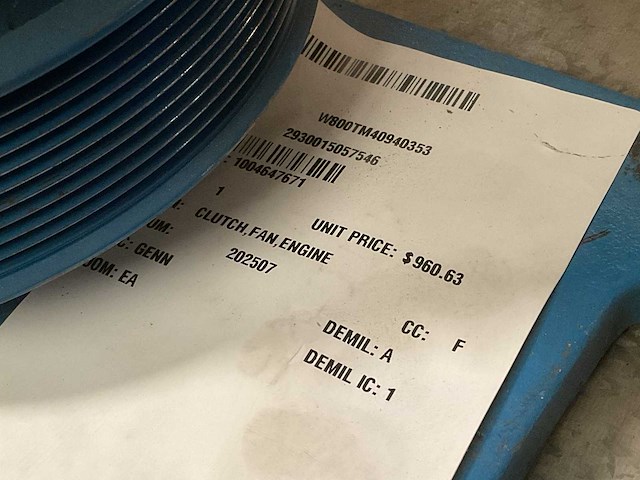 W800TM40940353
2930015057546
: 1004647671
1
UNIT PRICE: $960.63
E: CLUTCH,FAN,ENGINE
UM: 202507
C: GENN
OM: EA
CC: F
DEMIL: A
DEMIL IC: 1